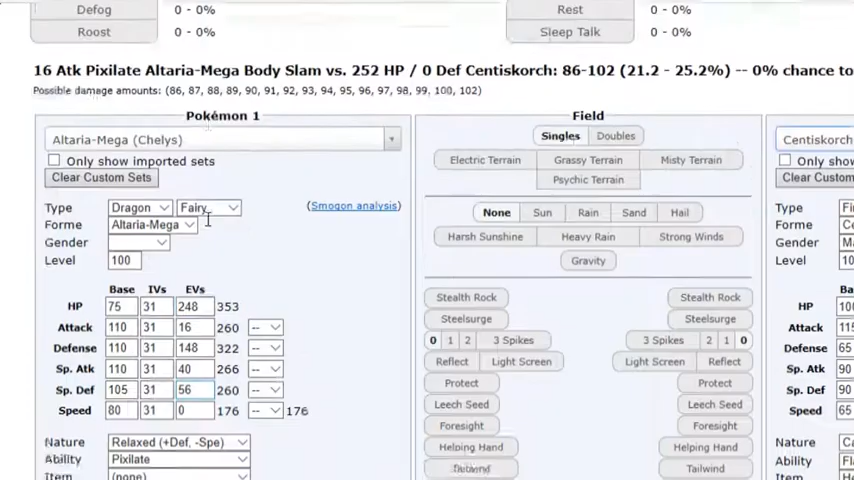 Defog 0 - 0% Rest 0 - 0%
Roost 0 - 0% Sleep Talk 0 - 0%
16 Atk Pixilate Altaria-Mega Body Slam vs. 252 HP / 0 Def Centiskorch: 86-102 (21.2 - 25.2%) -- 0% chance to
Possible damage amounts: (86, 87, 88, 88, 89, 90, 91, 92, 93, 94, 95, 96, 97, 98, 99, 100, 102)
Pokémon 1 Field
Altaria-Mega (Chelys) Singles Doubles Centiskorch
Only show imported sets Electric Terrain Grassy Terrain Misty Terrain Only show
Clear Custom Sets Psychic Terrain Clear Custom
Type Dragon Fairy (Smogon analysis) None Sun Rain Sand Hail Type
Forme Altaria-Mega Forme
Gender Harsh Sunshine Heavy Rain Strong Winds Gender
Level 100 Gravity Level
Base IVs EVs
HP 75 31 248 353 Stealth Rock Stealth Rock HP
Attack 110 31 16 260 -- Steelsurge Steelsurge Attack
Defense 110 31 148 322 -- 0 1 2 3 Spikes 3 Spikes 2 1 0 Defense 65
Sp. Atk 110 31 40 266 -- Reflect Light Screen Light Screen Reflect Sp. Atk 90
Sp. Def 105 31 56 260 -- Protect Protect Sp. Def 90
Speed 80 31 0 176 -- 176 Leech Seed Leech Seed Speed 65
Foresight Foresight
Nature Relaxed (+Def, -Spe) Helping Hand Helping Hand Nature
Ability Pixilate Tailwind Ability
Item (none) Item